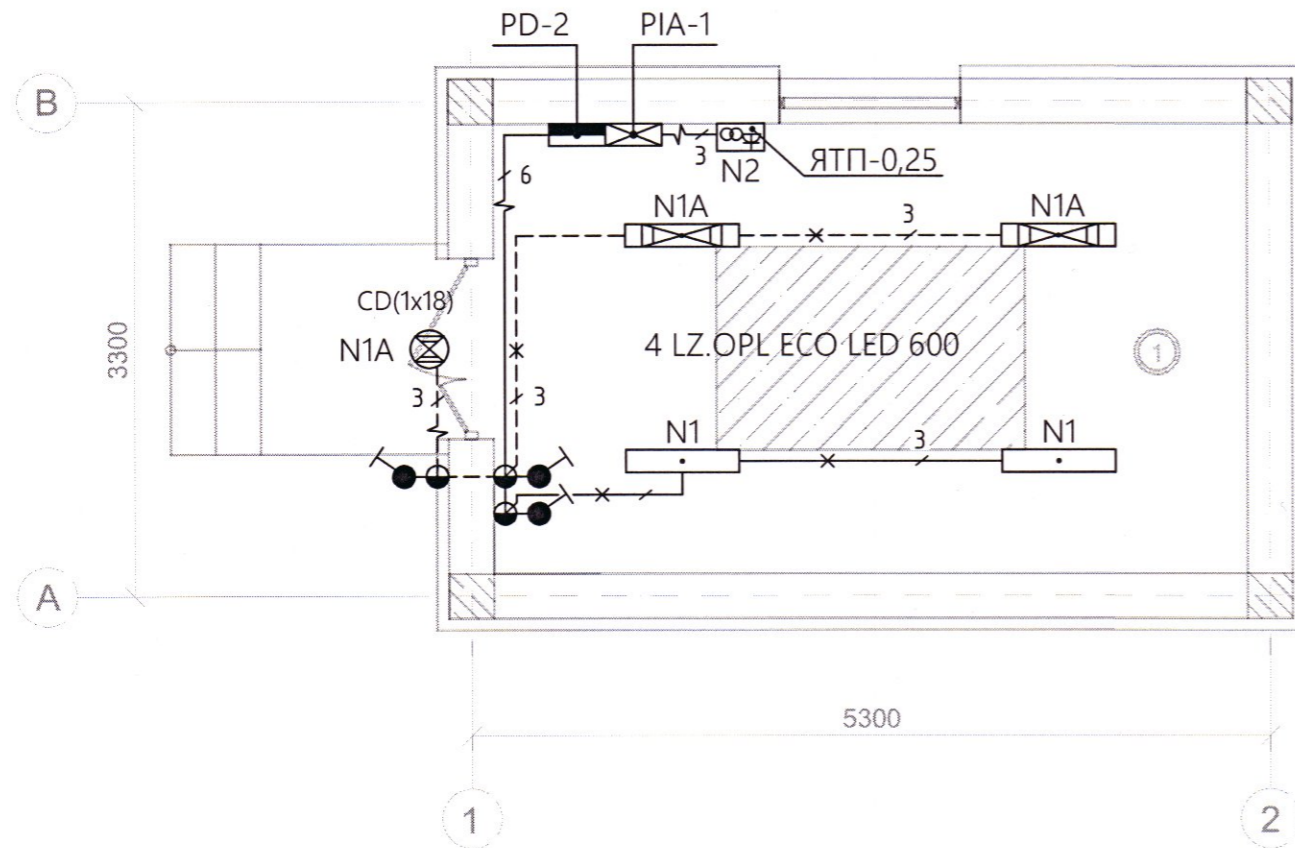 PD-2 PIA-1
B
3 N2 ЯТП-0,25
6
N1A 3 N1A
CD(1x18)
N1A 4 LZ.OPL ECO LED 600 1
3300
3 3
N1 3 N1
A
5300
1 2